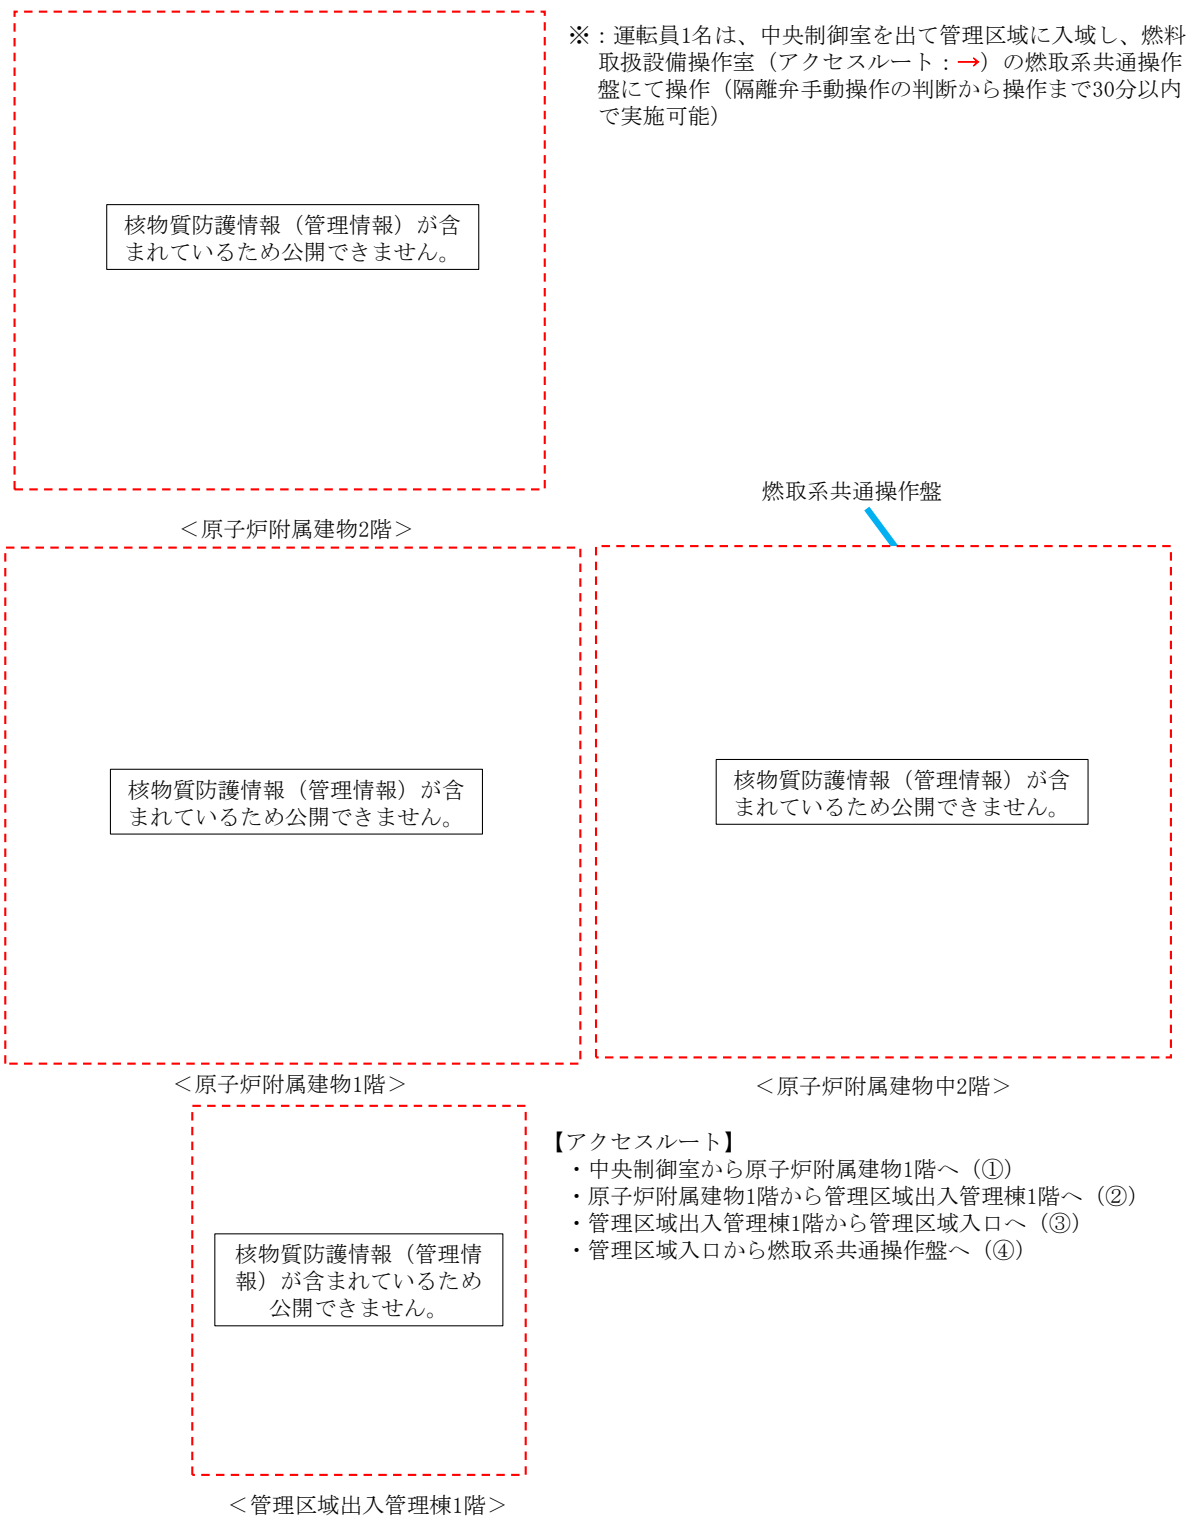 ※：運転員1名は、中央制御室を出て管理区域に入域し、燃料
取扱設備操作室（アクセスルート：→）の燃取系共通操作
盤にて操作（隔離弁手動操作の判断から操作まで30分以内
で実施可能）
核物質防護情報（管理情報）が含
まれているため公開できません。
＜原子炉附属建物2階＞
燃取系共通操作盤
核物質防護情報（管理情報）が含
まれているため公開できません。
＜原子炉附属建物1階＞
核物質防護情報（管理情報）が含
まれているため公開できません。
＜原子炉附属建物中2階＞
核物質防護情報（管理情
報）が含まれているため
公開できません。
＜管理区域出入管理棟1階＞
【アクセスルート】
・中央制御室から原子炉附属建物1階へ（①）
・原子炉附属建物1階から管理区域出入管理棟1階へ（②）
・管理区域出入管理棟1階から管理区域入口へ（③）
・管理区域入口から燃取系共通操作盤へ（④）